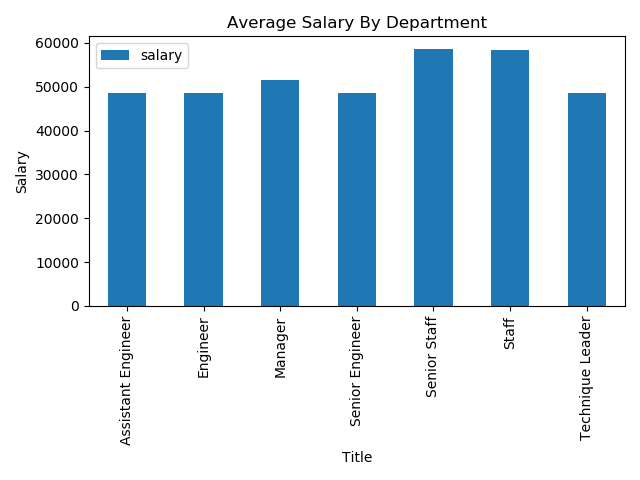 Average Salary By Department
salary
Salary
60000
50000
40000
30000
20000
10000
0
Assistant Engineer
Engineer
Manager
Senior Engineer
Senior Staff
Staff
Technique Leader
Title